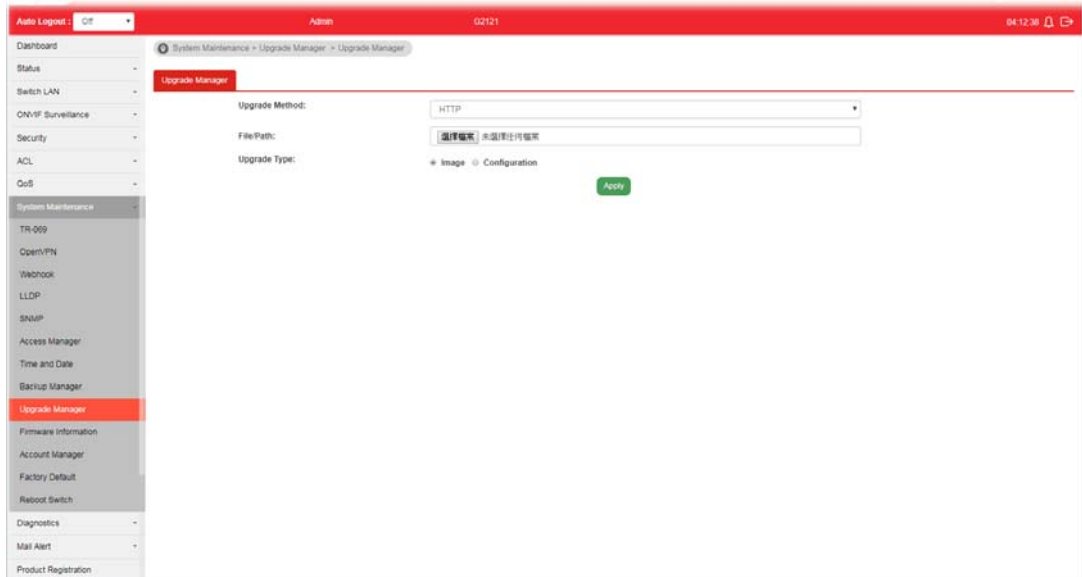 Auto Logout : Off Admin G2121 04:12:38
Dashboard
Status
Switch LAN
ONVIF Surveillance
Security
ACL
QoS
System Maintenance
TR-069
OpenVPN
Webhook
LLDP
SNMP
Access Manager
Time and Date
Backup Manager
Upgrade Manager
Firmware Information
Account Manager
Factory Default
Reboot Switch
Diagnostics
Mail Alert
Product Registration
System Maintenance > Upgrade Manager > Upgrade Manager
Upgrade Manager
Upgrade Method: HTTP
File/Path: 選擇檔案 未選擇任何檔案
Upgrade Type: Image Configuration
Apply